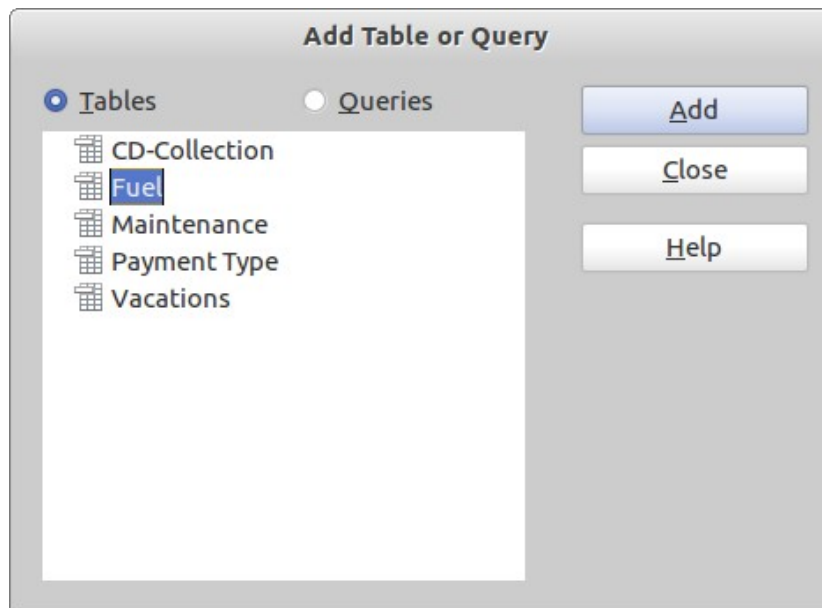 Add Table or Query
Tables
Queries
Add
CD-Collection
Close
Fuel
Maintenance
Help
Payment Type
Vacations